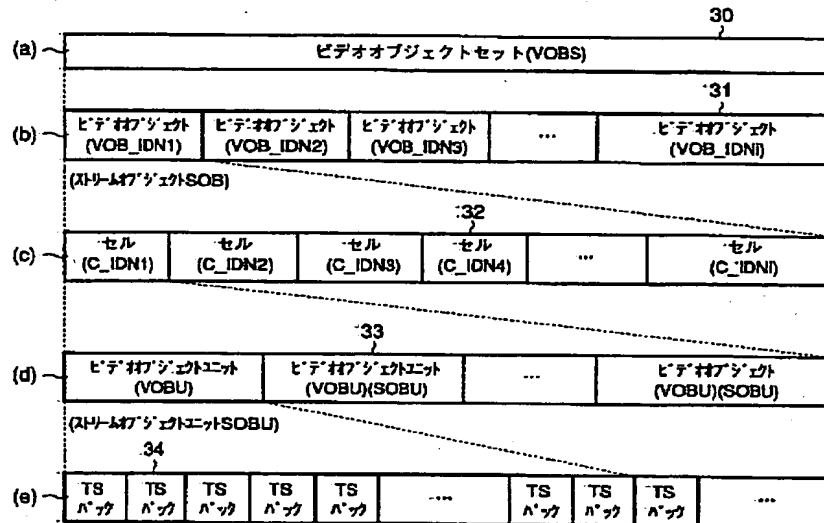 30
(a) ビデオオブジェクトセット(VOBS)
31
(b) ビデオオブジェクト ビデオオブジェクト ビデオオブジェクト … ビデオオブジェクト
(VOB_IDN1) (VOB_IDN2) (VOB_IDN3) (VOB_IDNi)
(ストリームオブジェクトSOB)
32
(c) セル セル セル セル … セル
(C_IDN1) (C_IDN2) (C_IDN3) (C_IDN4) (C_IDNi)
33
(d) ビデオオブジェクトユニット ビデオオブジェクトユニット … ビデオオブジェクト
(VOBU) (VOBU)(SOBU) (VOBU)(SOBU)
(ストリームオブジェクトユニットSOBU)
34
(e) TS TS TS TS TS … TS TS TS …
パック パック パック パック パック パック パック パック